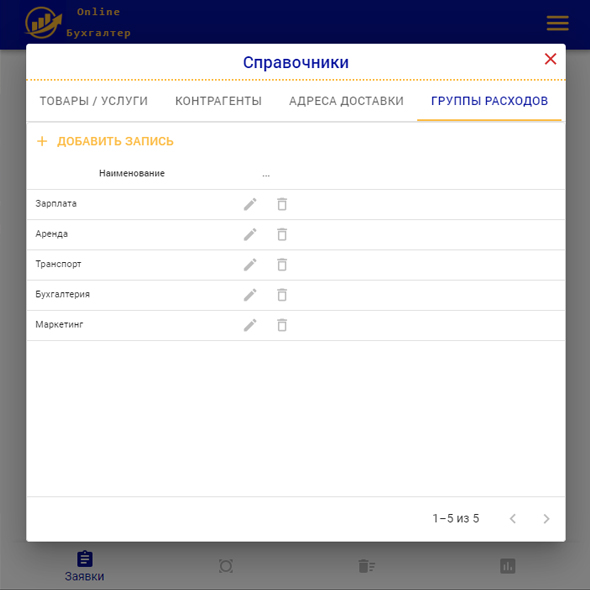 Online
Бухгалтер
Справочники
ТОВАРЫ / УСЛУГИ КОНТРАГЕНТЫ АДРЕСА ДОСТАВКИ ГРУППЫ РАСХОДОВ
+ ДОБАВИТЬ ЗАПИСЬ
Наименование ...
Зарплата
Аренда
Транспорт
Бухгалтерия
Маркетинг
1–5 из 5
Заявки